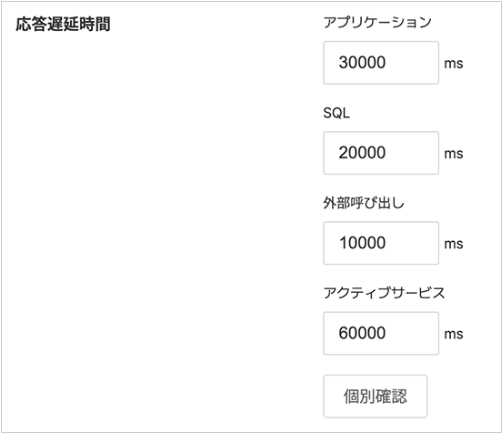 応答遅延時間
アプリケーション
30000 ms
SQL
20000 ms
外部呼び出し
10000 ms
アクティブサービス
60000 ms
個別確認